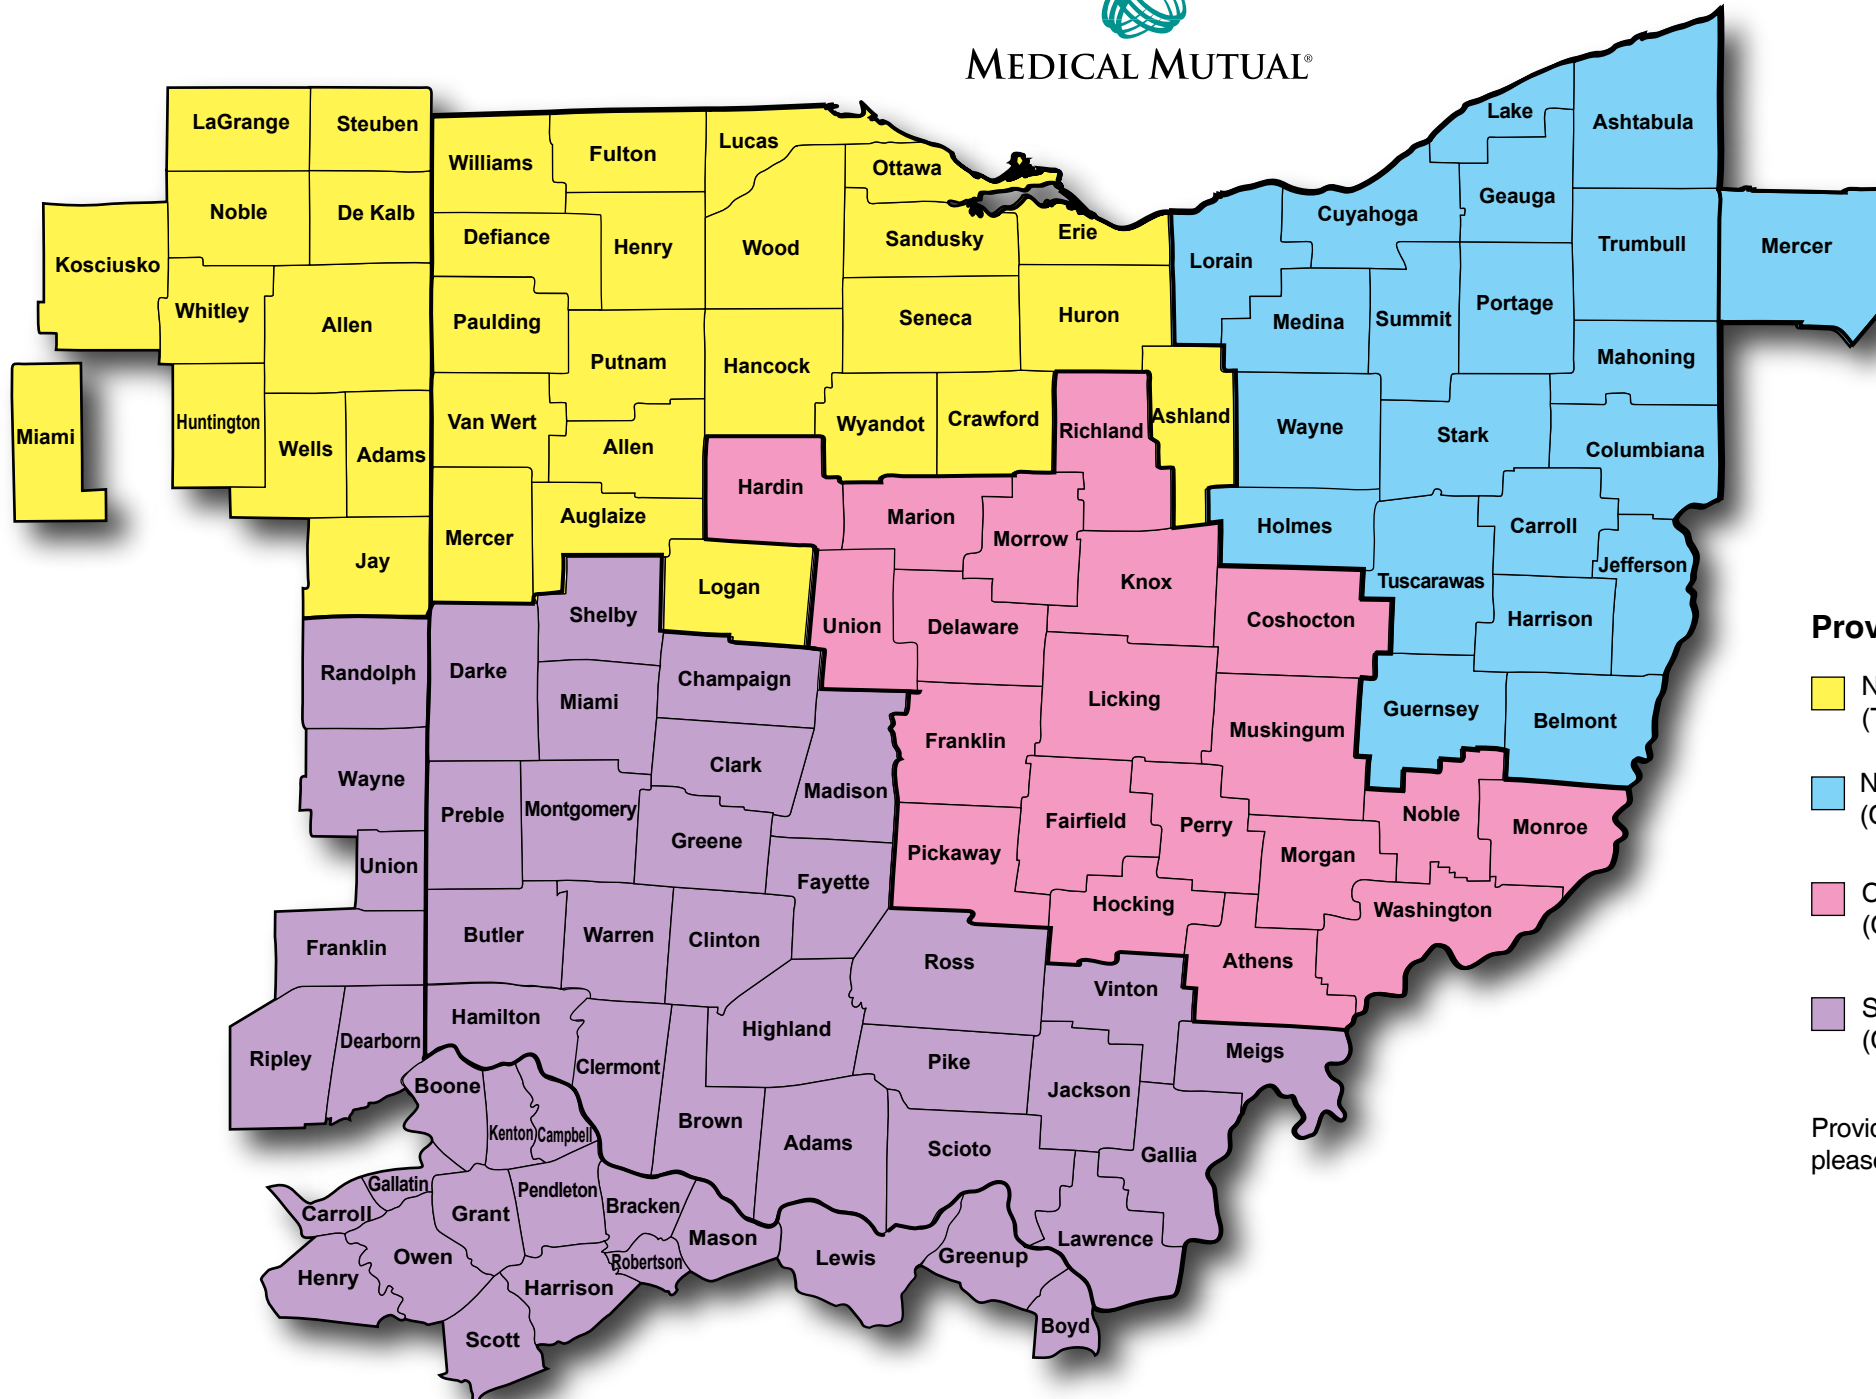 MEDICAL MUTUAL®
LaGrange
Steuben
Williams
Fulton
Lucas
Ottawa
Lake
Ashtabula
Noble
De Kalb
Defiance
Henry
Wood
Sandusky
Erie
Lorain
Cuyahoga
Geauga
Trumbull
Mercer
Kosciusko
Whitley
Allen
Paulding
Putnam
Hancock
Seneca
Huron
Medina
Summit
Portage
Mahoning
Miami
Huntington
Wells
Adams
Van Wert
Allen
Wyandot
Crawford
Richland
Ashland
Wayne
Stark
Columbiana
Jay
Mercer
Auglaize
Hardin
Marion
Morrow
Holmes
Carroll
Jefferson
Logan
Shelby
Union
Delaware
Knox
Coshocton
Tuscarawas
Harrison
Randolph
Darke
Miami
Champaign
Franklin
Licking
Muskingum
Guernsey
Belmont
Wayne
Preble
Montgomery
Clark
Madison
Greene
Pickaway
Fairfield
Perry
Morgan
Noble
Monroe
Union
Fayette
Hocking
Washington
Franklin
Butler
Warren
Clinton
Ross
Vinton
Athens
Ripley
Dearborn
Hamilton
Clermont
Highland
Pike
Jackson
Meigs
Boone
Kenton
Campbell
Brown
Adams
Scioto
Gallia
Gallatin
Carroll
Grant
Pendleton
Bracken
Mason
Lewis
Greenup
Lawrence
Henry
Owen
Harrison
Robertson
Scott
Boyd
Prov
N
(T
N
(C
C
(C
S
(C
Provid
please